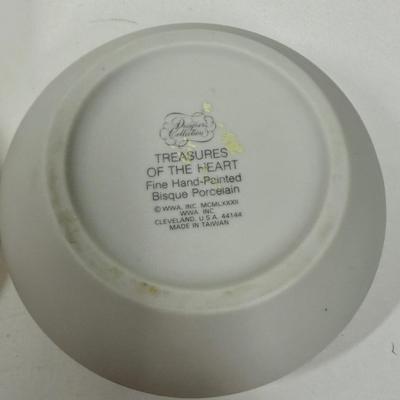 Designers
Collection
TREASURES
OF THE HEART
Fine Hand-Painted
Bisque Porcelain
© WWA, INC. MCMLXXXII
WWA, INC.
CLEVELAND, U.S.A. 44144
MADE IN TAIWAN